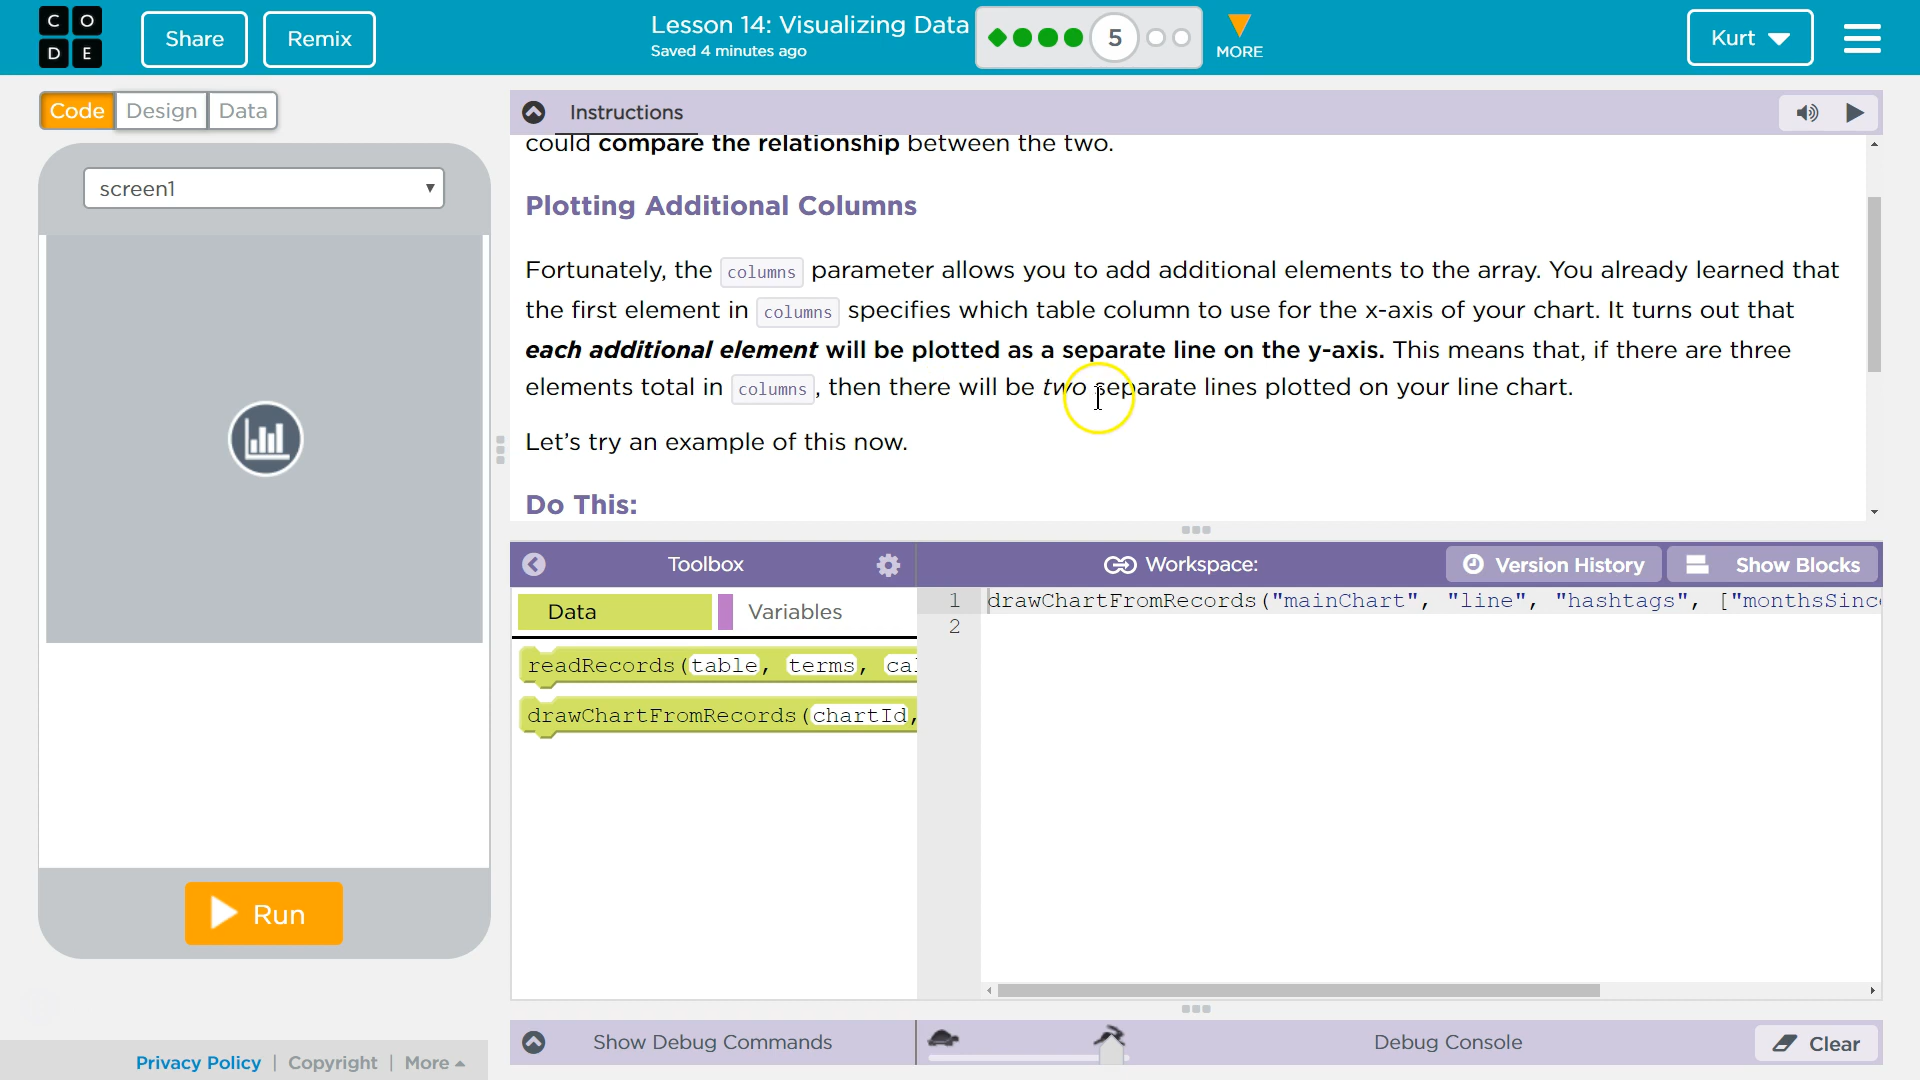 C O
D E
Share
Remix
Lesson 14: Visualizing Data
Saved 4 minutes ago
5
MORE
Kurt
Code
Design
Data
screen1
Instructions
could compare the relationship between the two.
Plotting Additional Columns
Fortunately, the columns parameter allows you to add additional elements to the array. You already learned that
the first element in columns specifies which table column to use for the x-axis of your chart. It turns out that
each additional element will be plotted as a separate line on the y-axis. This means that, if there are three
elements total in columns, then there will be two separate lines plotted on your line chart.
Let's try an example of this now.
Do This:
Toolbox
Workspace:
Version History
Show Blocks
Data
Variables
readRecords(table, terms, cal
drawChartFromRecords(chartId,
1 drawChartFromRecords("mainChart", "line", "hashtags", ["monthsSinc
2
Run
Show Debug Commands
Debug Console
Clear
Privacy Policy | Copyright | More